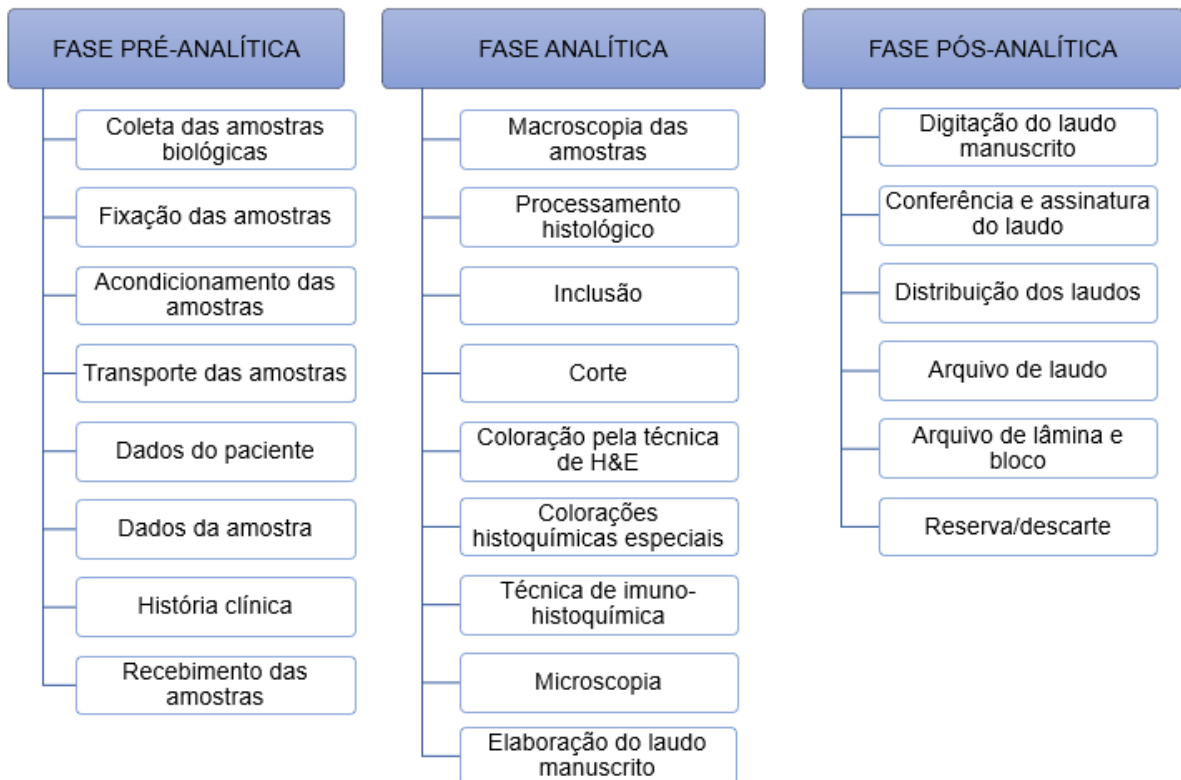 FASE PRÉ-ANALÍTICA
Coleta das amostras
biológicas
Fixação das amostras
Acondicionamento das
amostras
Transporte das amostras
Dados do paciente
Dados da amostra
História clínica
Recebimento das
amostras
FASE ANALÍTICA
Macroscopia das
amostras
Processamento
histológico
Inclusão
Corte
Coloração pela técnica
de H&E
Colorações
histoquímicas especiais
Técnica de imuno-
histoquímica
Microscopia
Elaboração do laudo
manuscrito
FASE PÓS-ANALÍTICA
Digitação do laudo
manuscrito
Conferência e assinatura
do laudo
Distribuição dos laudos
Arquivo de laudo
Arquivo de lâmina e
bloco
Reserva/descarte